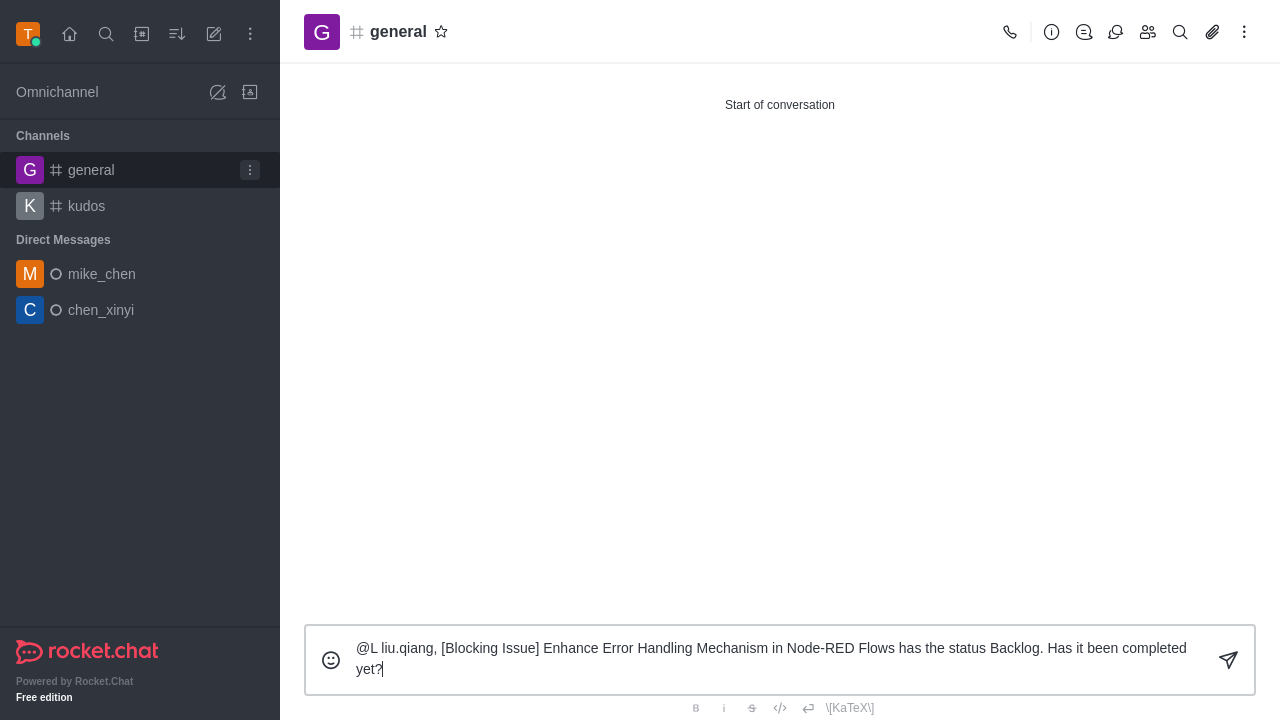 T
Omnichannel
Channels
G general
K kudos
Direct Messages
M mike_chen
C chen_xinyi
rocket.chat
Powered by Rocket.Chat
Free edition
G general
Start of conversation
@L liu.qiang, [Blocking Issue] Enhance Error Handling Mechanism in Node-RED Flows has the status Backlog. Has it been completed
yet?
B i S \[KaTeX\]